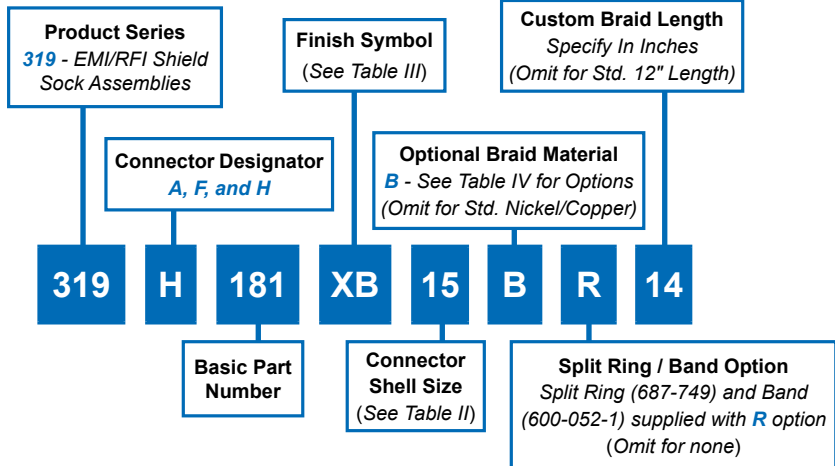 Product Series
319 - EMI/RFI Shield
Sock Assemblies
Finish Symbol
(See Table III)
Custom Braid Length
Specify In Inches
(Omit for Std. 12" Length)
Connector Designator
A, F, and H
Optional Braid Material
B - See Table IV for Options
(Omit for Std. Nickel/Copper)
319 H 181 XB 15 B R 14
Basic Part
Number
Connector
Shell Size
(See Table II)
Split Ring / Band Option
Split Ring (687-749) and Band
(600-052-1) supplied with R option
(Omit for none)